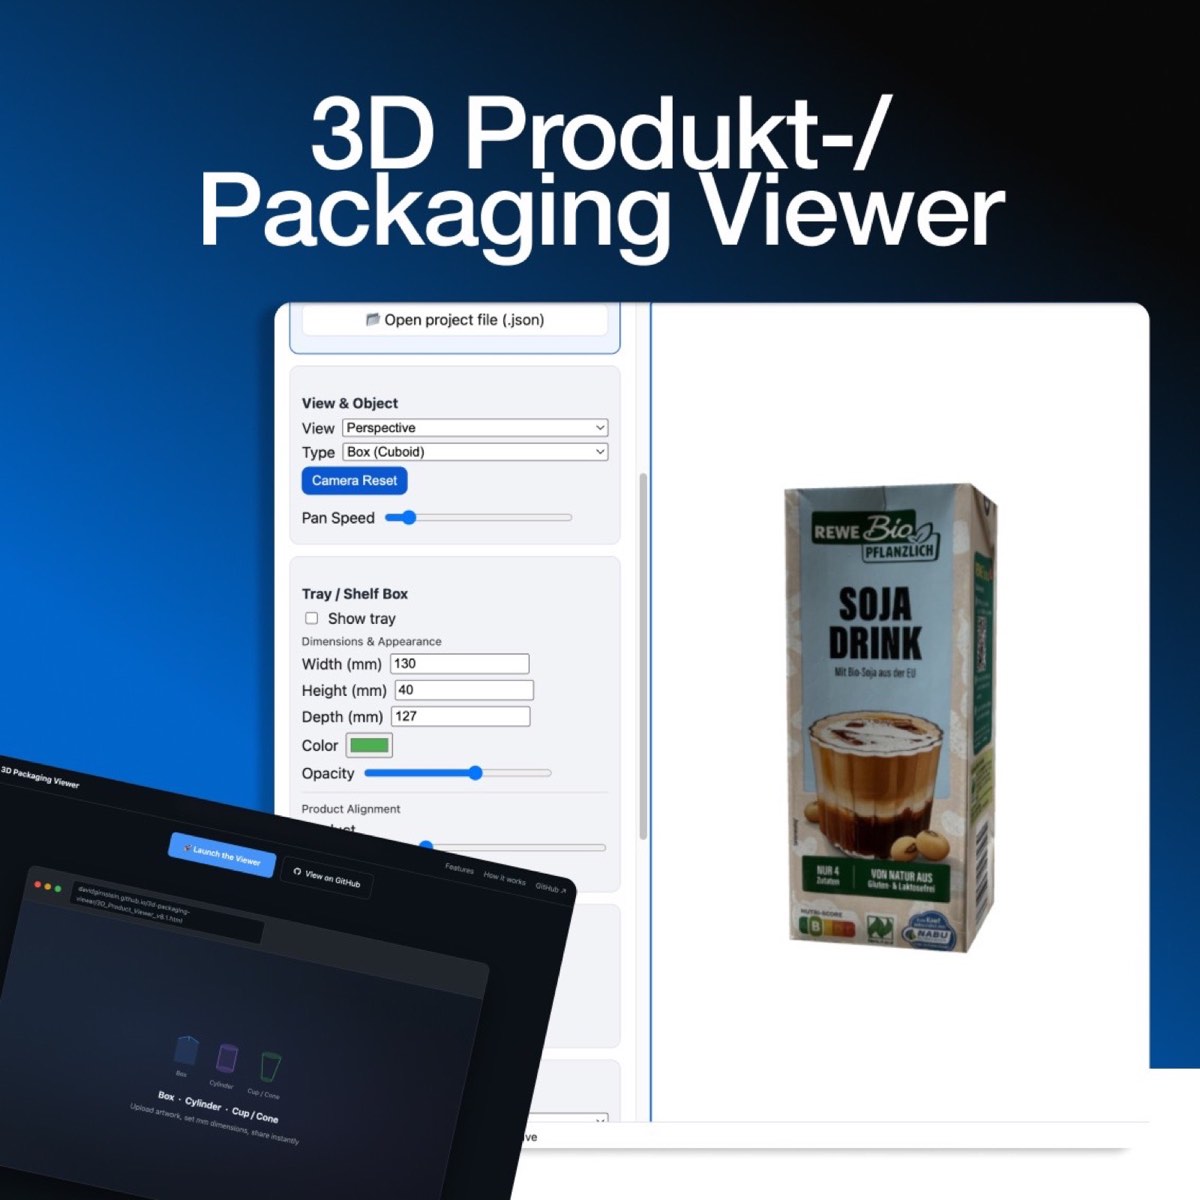 3D Produkt-/
Packaging Viewer
📂 Open project file (.json)
View & Object
View Perspective
Type Box (Cuboid)
Camera Reset
Pan Speed
Tray / Shelf Box
Show tray
Dimensions & Appearance
Width (mm) 130
Height (mm) 40
Depth (mm) 127
Color
Opacity
Product Alignment
REWE Bio
PFLANZLICH
SOJA
DRINK
Mit Bio-Soja aus der EU
NUR 4
Zutaten
VON NATUR AUS
Gluten- & Laktosefrei
NUTRI-SCORE
B
NABU
3D Packaging Viewer
Features
How it works
GitHub ↗
🚀 Launch the Viewer
View on GitHub
Box
Cylinder
Cup / Cone
Box · Cylinder · Cup / Cone
Upload artwork, set mm dimensions, share instantly